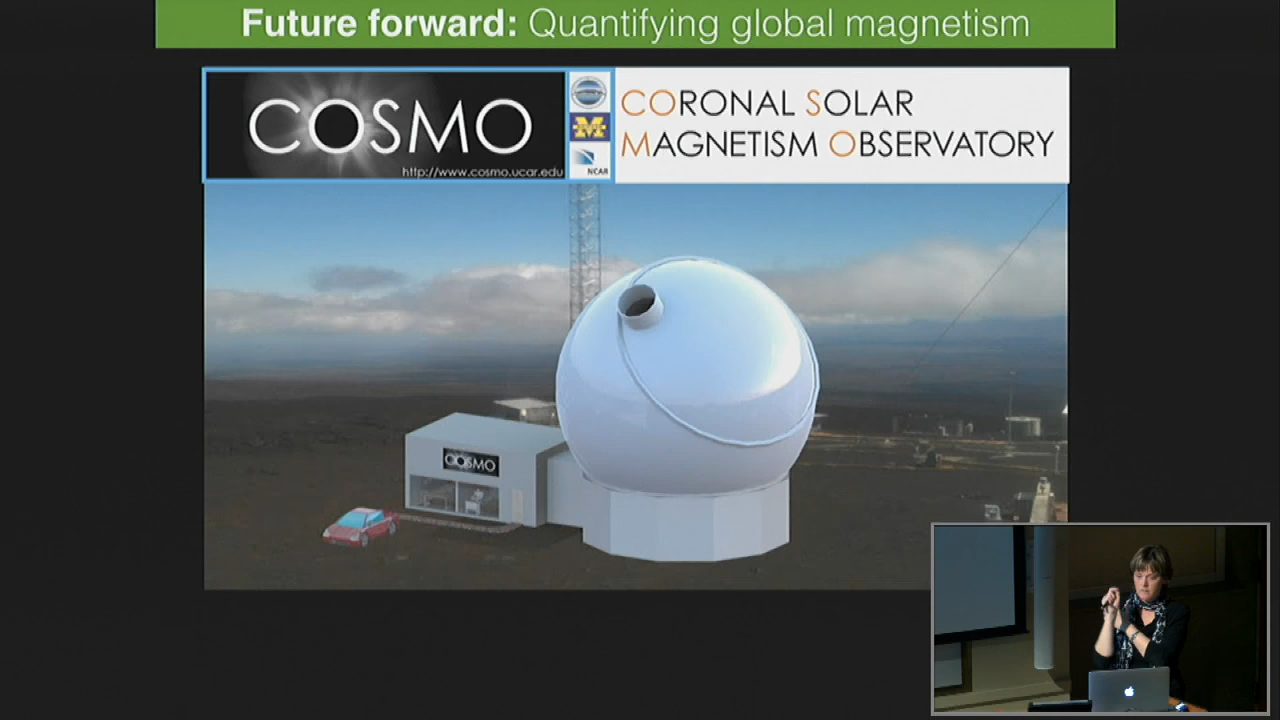 Future forward: Quantifying global magnetism
COSMO
http://www.cosmo.ucar.edu
M
NCAR
CORONAL SOLAR
MAGNETISM OBSERVATORY
COSMO